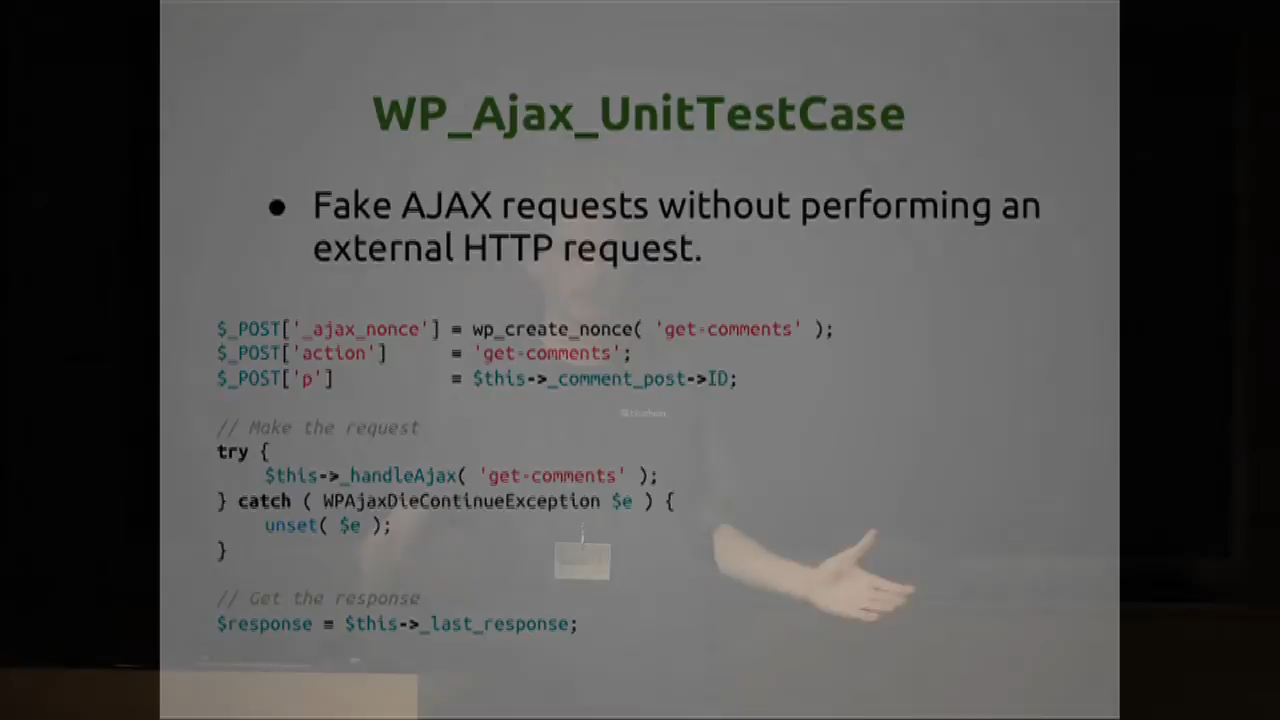 WP_Ajax_UnitTestCase
● Fake AJAX requests without performing an
external HTTP request.
$_POST['_ajax_nonce'] = wp_create_nonce( 'get-comments' );
$_POST['action'] = 'get-comments';
$_POST['p'] = $this->_comment_post->ID;
// Make the request
try {
$this->_handleAjax( 'get-comments' );
} catch ( WPAjaxDieContinueException $e ) {
unset( $e );
}
// Get the response
$response = $this->_last_response;